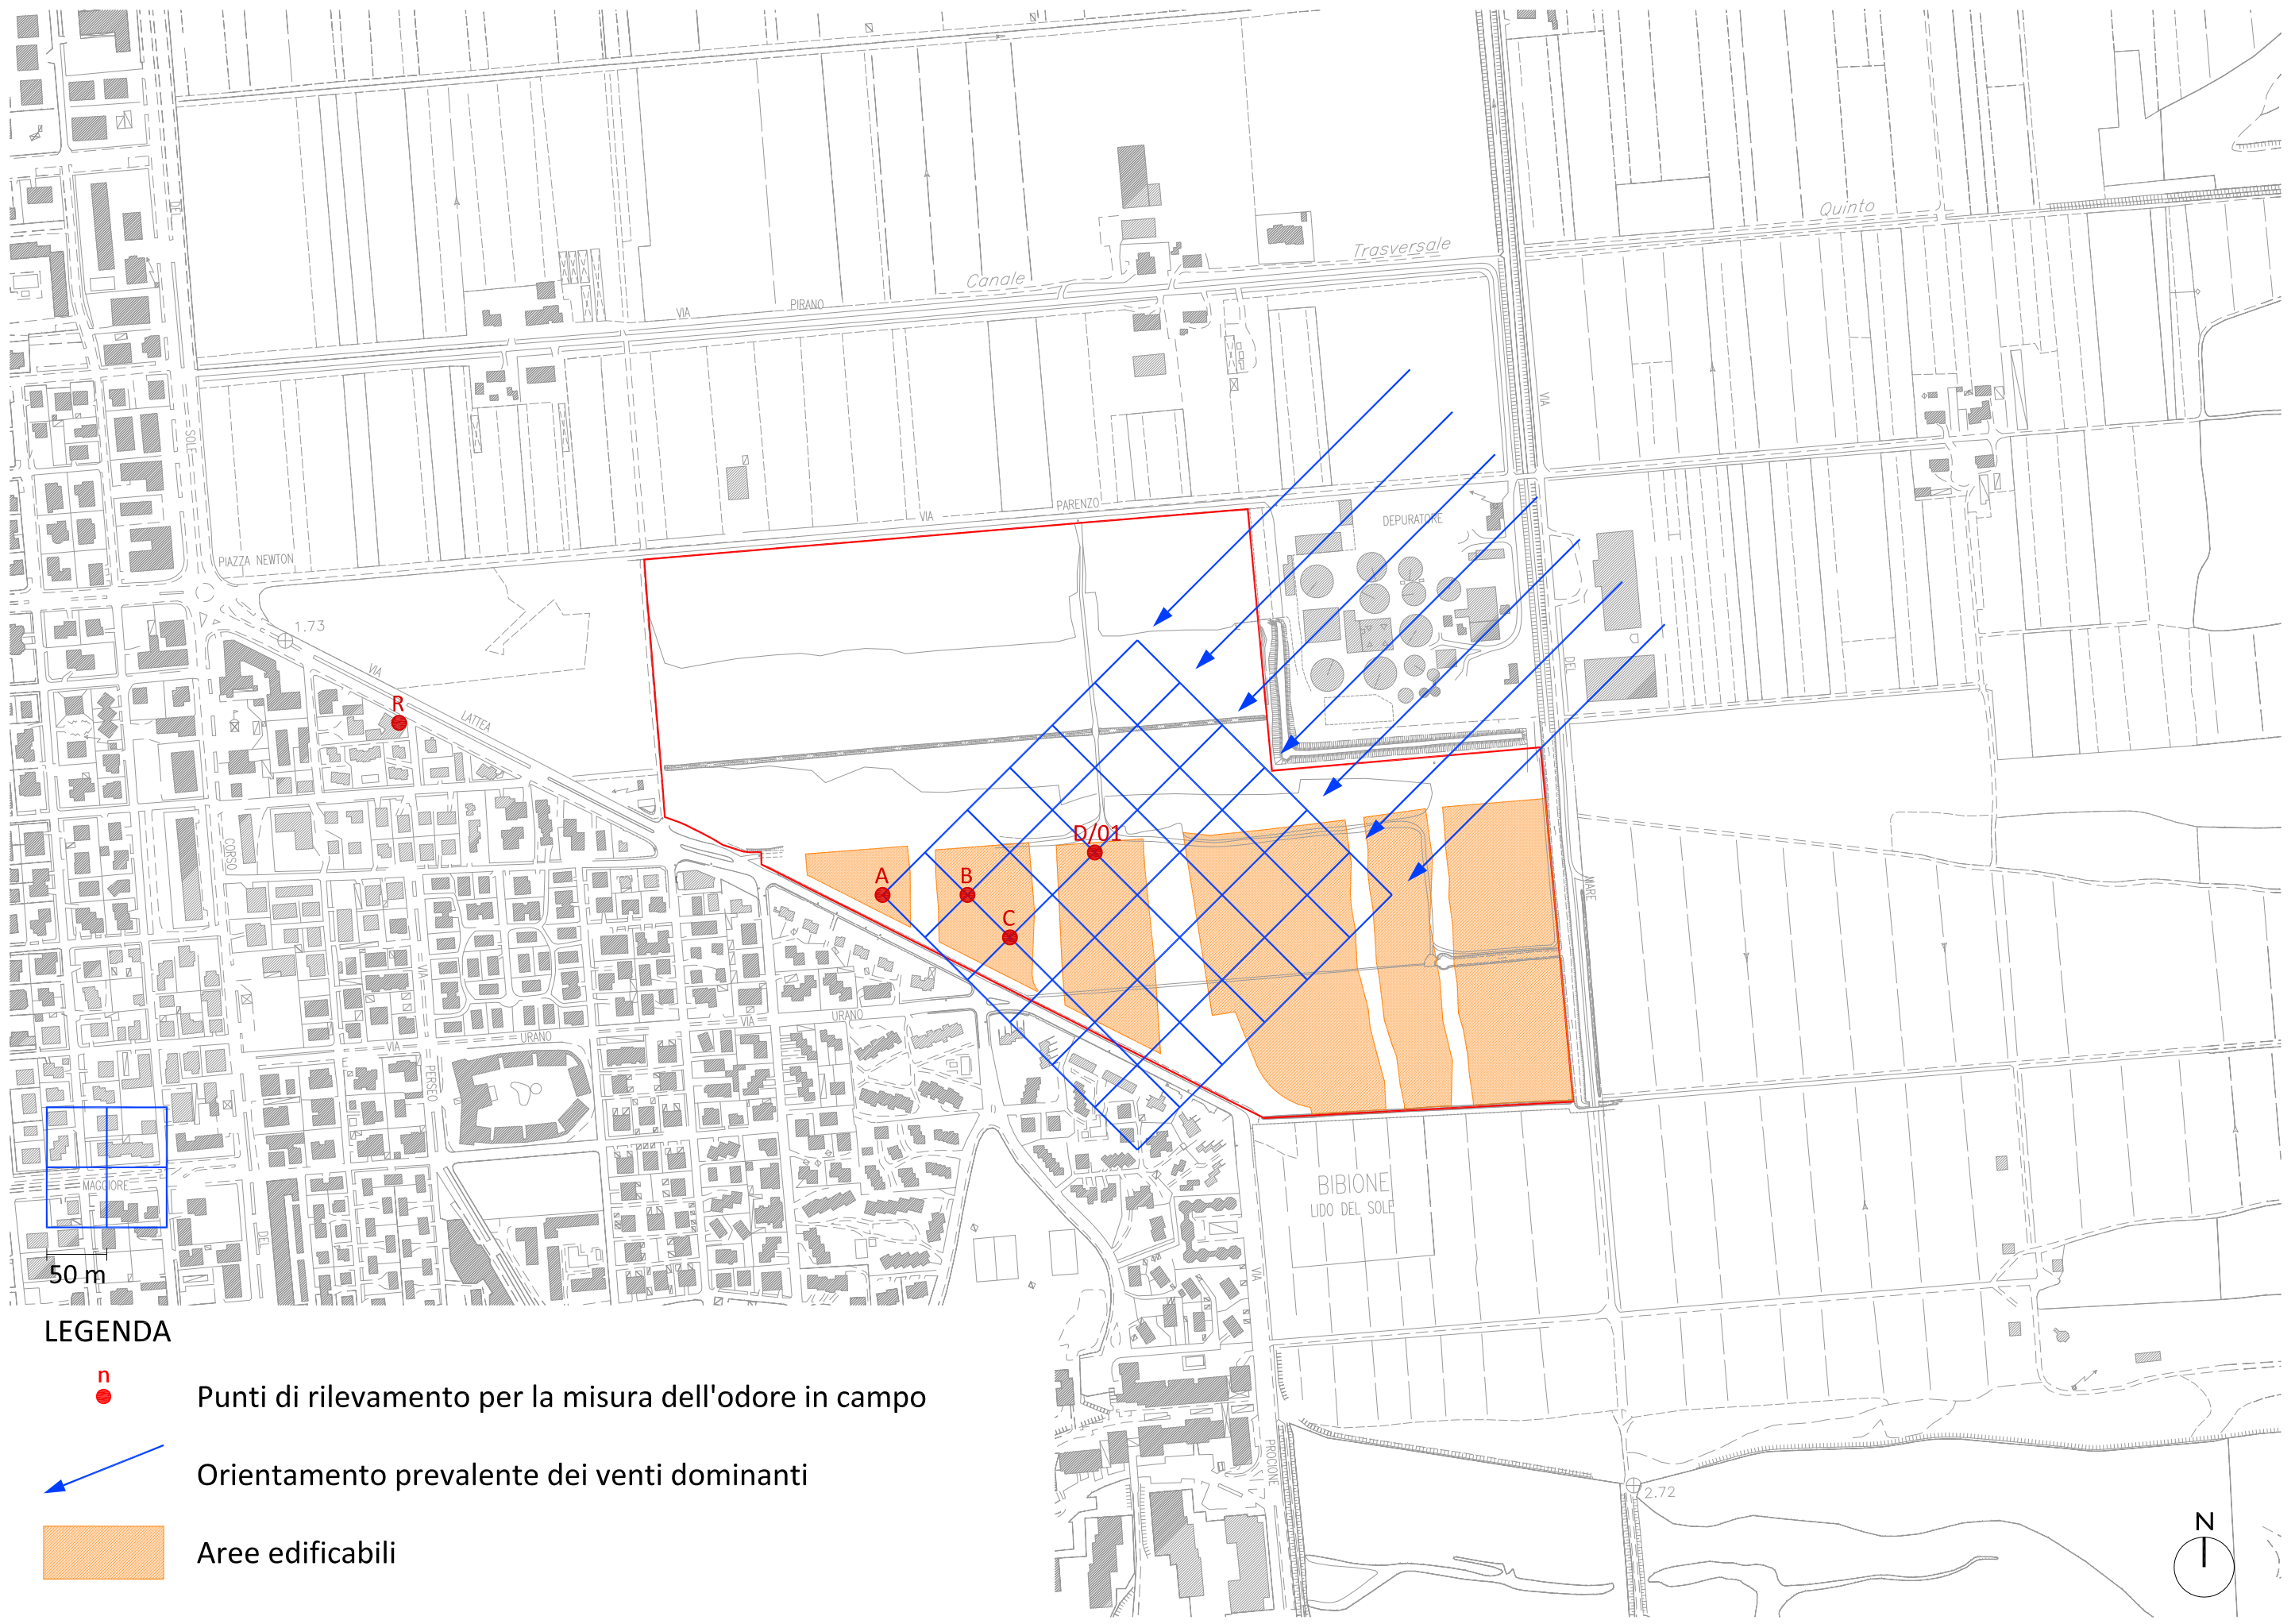 DEL
Quinto
Trasversale
Canale
VIA
PIRANO
VIA
SOLE
PARENZO
VIA
DEPURATORE
PIAZZA NEWTON
1.73
VIA
LATTEA
R
DEL
D/01
CORSO
A
B
C
MARE
VIA
URANO
VIA
URANO
VIA
PERSEO
MAGGIORE
BIBIONE
LIDO DEL SOLE
DEL
VIA
50 m
LEGENDA
n
Punti di rilevamento per la misura dell'odore in campo
Orientamento prevalente dei venti dominanti
PROCIONE
2.72
N
Aree edificabili